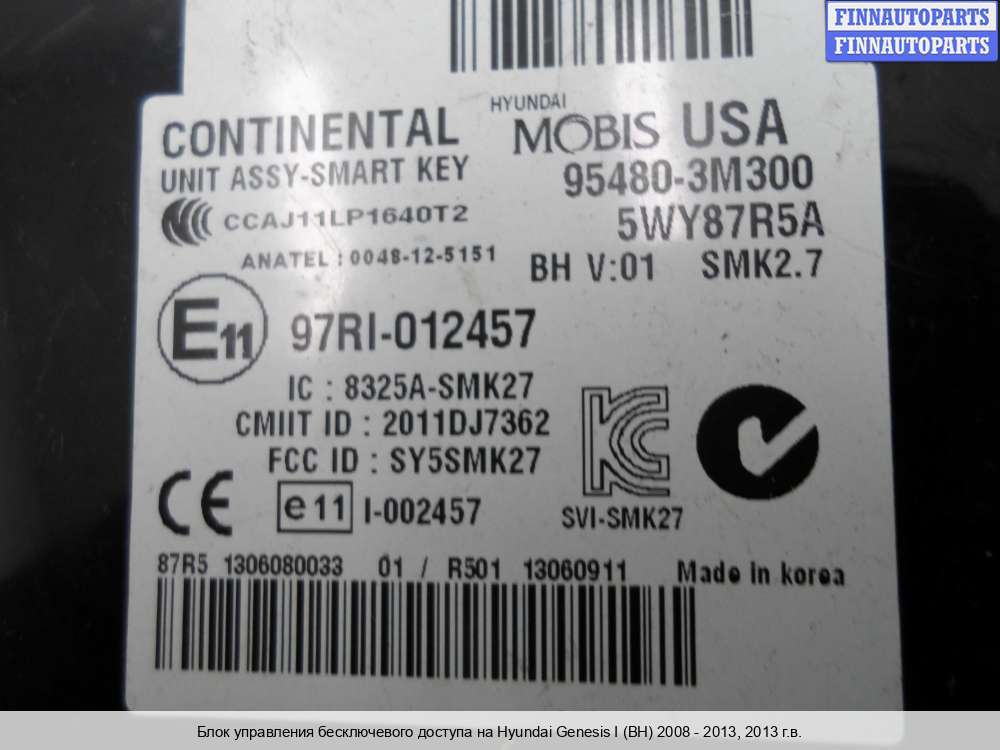 FINNAUTOPARTS
FINNAUTOPARTS
CONTINENTAL
HYUNDAI
MOBIS USA
UNIT ASSY-SMART KEY
95480-3M300
CCAJ11LP1640T2
5WY87R5A
ANATEL : 0048-12-5151
BH V:01 SMK2.7
E11 97RI-012457
IC : 8325A-SMK27
CMIIT ID : 2011DJ7362
FCC ID : SY5SMK27
CE e11 I-002457
SVI-SMK27
87R5 1306080033 01 / R501 13060911 Made in korea
Блок управления бесключевого доступа на Hyundai Genesis I (BH) 2008 - 2013, 2013 г.в.